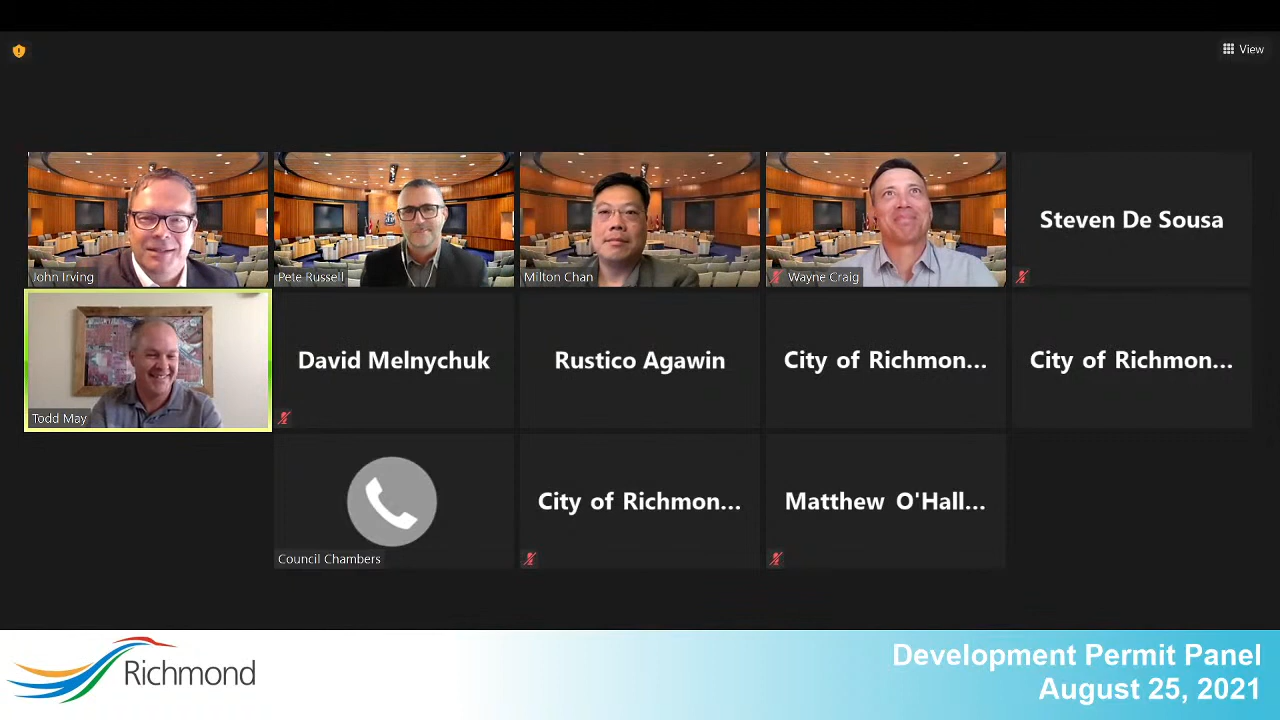 View
John Irving
Pete Russell
Milton Chan
Wayne Craig
Steven De Sousa
Todd May
David Melnychuk
Rustico Agawin
City of Richmon...
City of Richmon...
Council Chambers
City of Richmon...
Matthew O'Hall...
Richmond
Development Permit Panel
August 25, 2021